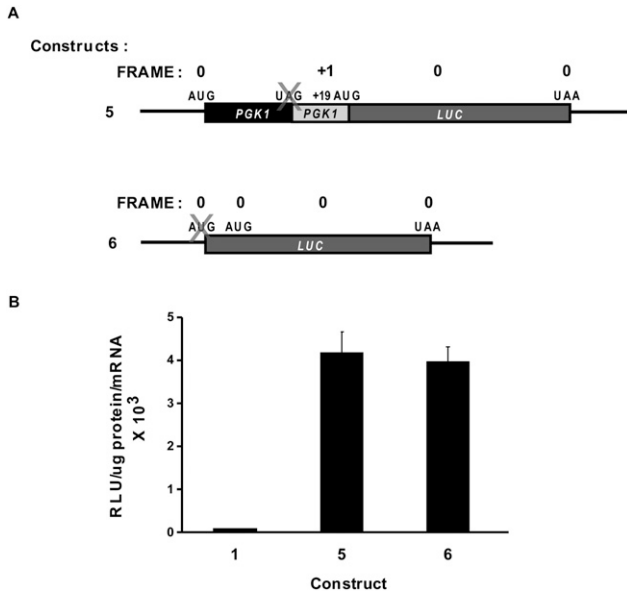 A
Constructs :
FRAME : 0 +1 0 0
AUG UAG +19 AUG UAA
5 PGK1 PGK1 LUC
FRAME : 0 0 0 0
AUG AUG UAA
6 LUC
B
RLU/ug protein/mRNA
X 10³
5
4
3
2
1
0
1 5 6
Construct